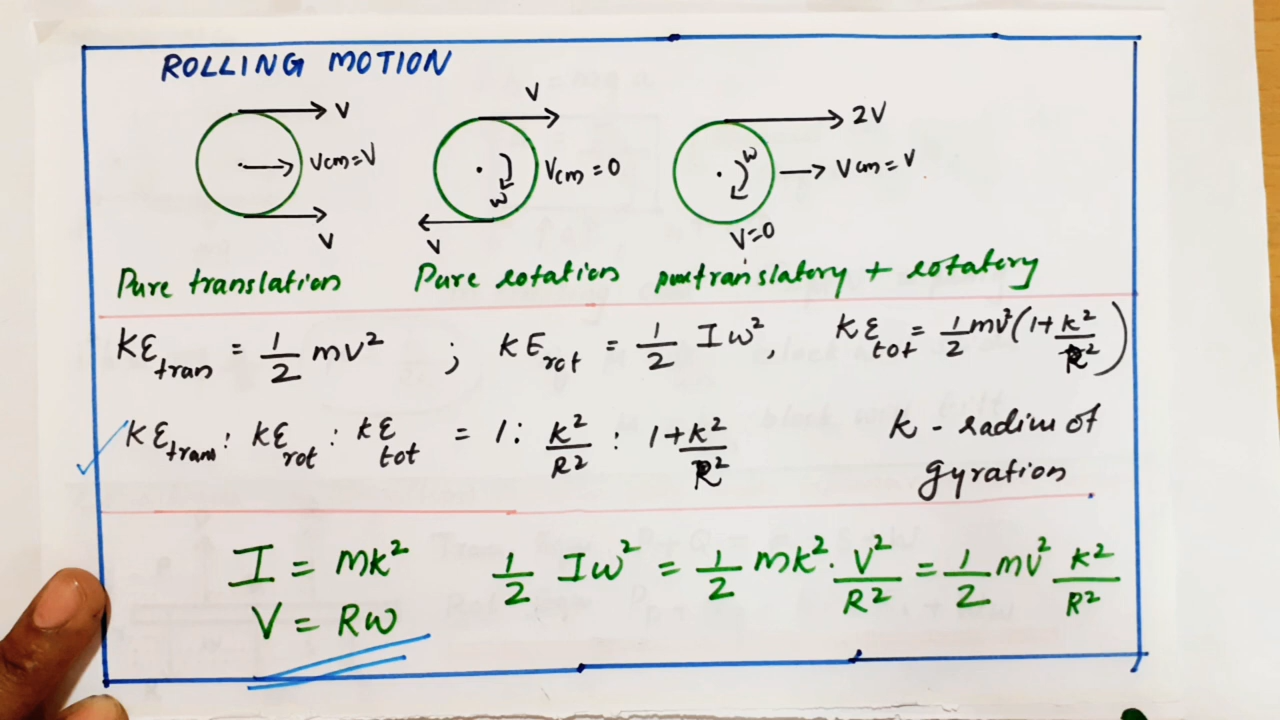 ROLLING MOTION
V V 2V
Vcm=V Vcm=0 ω ω Vcm=V
V V V=0
Pure translation Pure rotation pure translatory + rotatory
KE tran = 1/2 mv² ; KE rot = 1/2 Iω², KE tot = 1/2 mv²(1+K²/R²)
KE trans : KE rot : KE tot = 1 : K²/R² : 1+K²/R² K - radius of
gyration
I = mk² 1/2 Iω² = 1/2 mk² · V²/R² = 1/2 mv² K²/R²
V = Rω